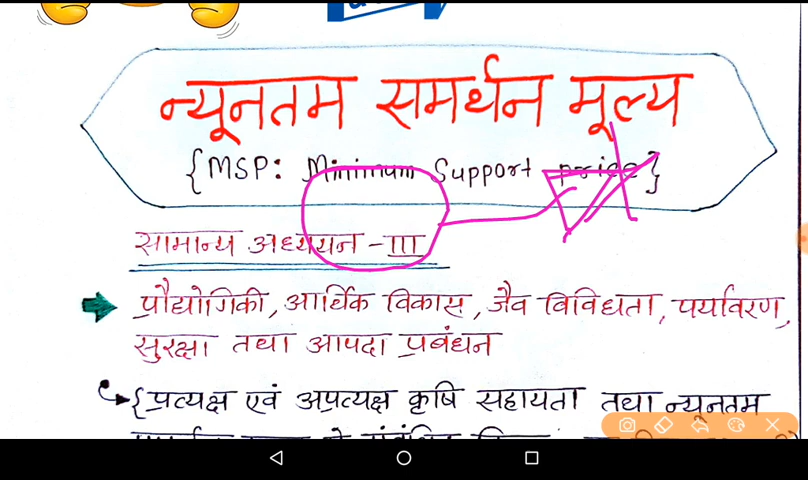 न्यूनतम समर्थन मूल्य
{MSP: Minimum Support price}
सामान्य अध्ययन-III
प्रौद्योगिकी, आर्थिक विकास, जैव विविधता, पर्यावरण,
सुरक्षा तथा आपदा प्रबंधन
{प्रत्यक्ष एवं अप्रत्यक्ष कृषि सहायता तथा न्यूनतम